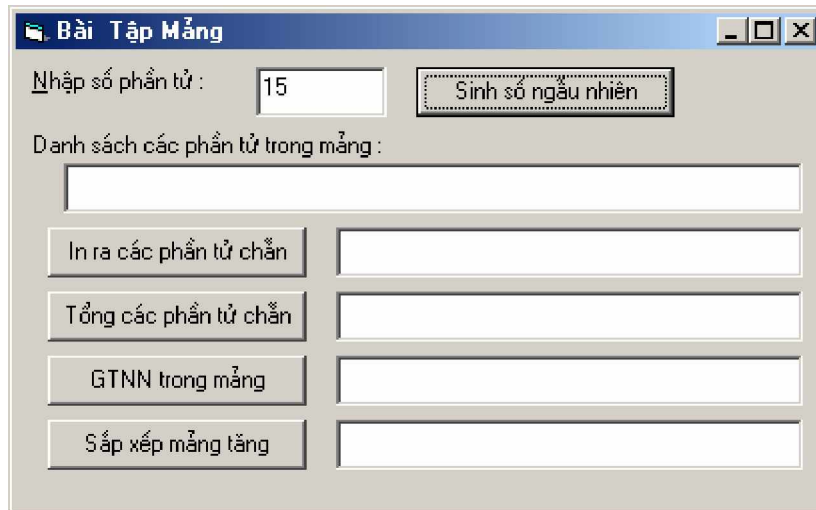 Bài Tập Mảng
Nhập số phần tử :
15
Sinh số ngẫu nhiên
Danh sách các phần tử trong mảng :
In ra các phần tử chẵn
Tổng các phần tử chẵn
GTNN trong mảng
Sắp xếp mảng tăng